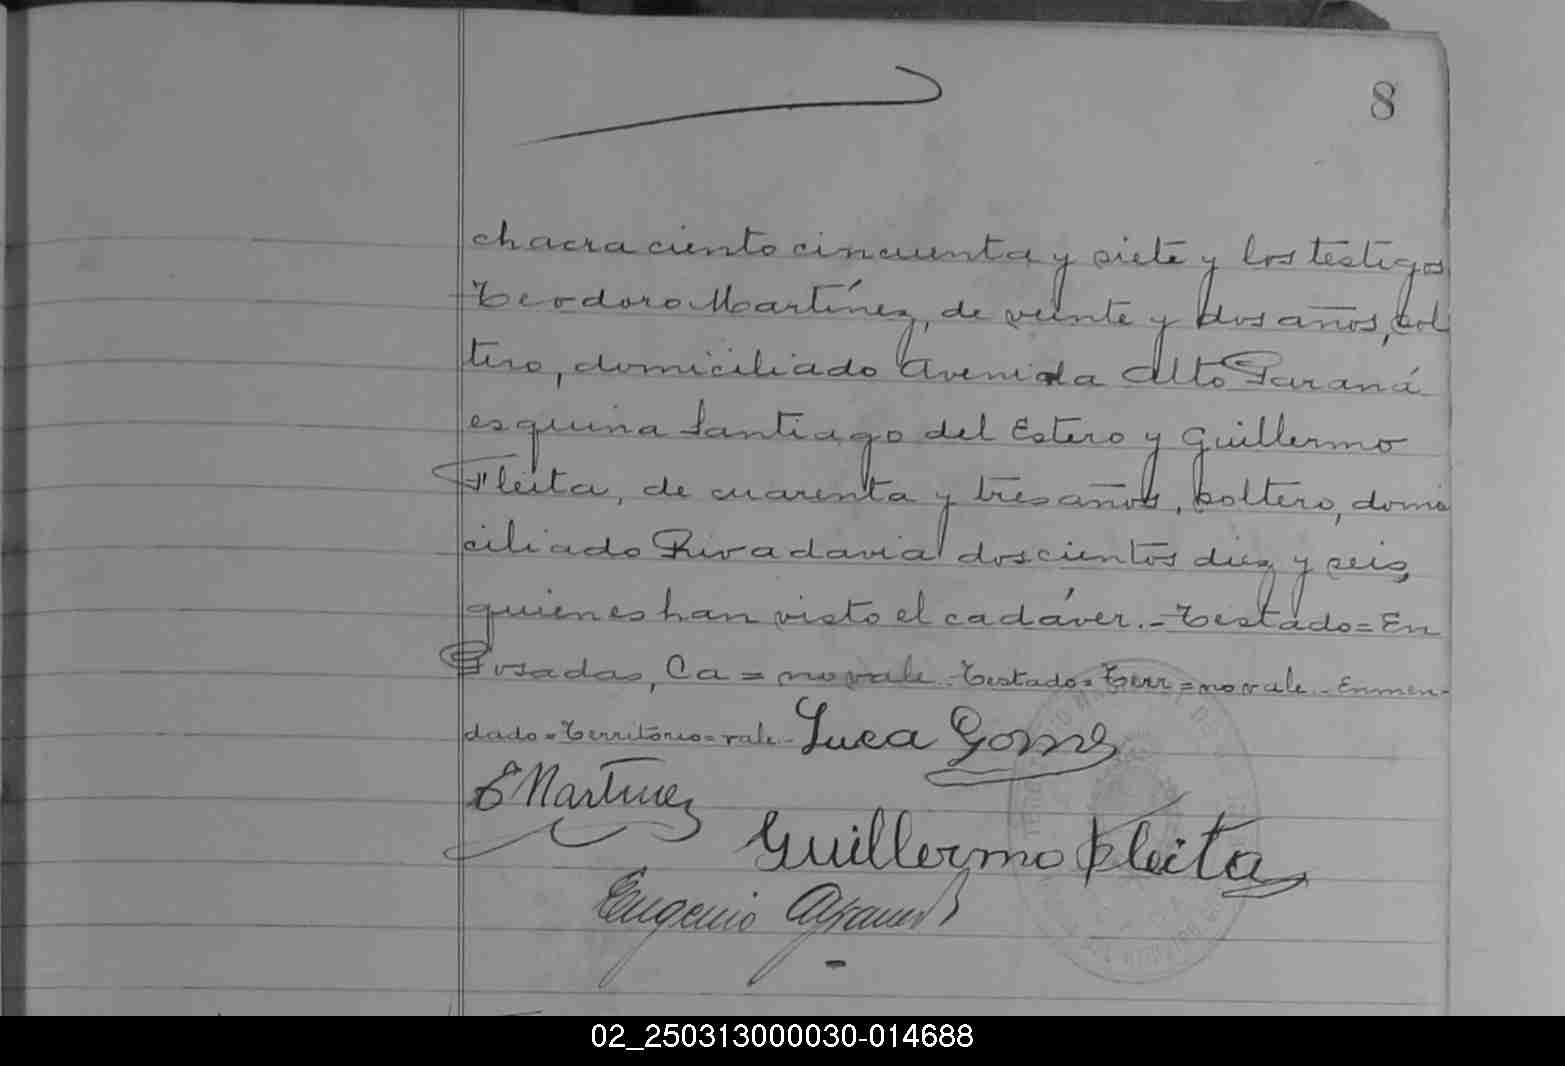 8
chacra ciento cincuenta y siete y los testigos
Teodoro Martínez, de veinte y dos años, sol
tero, domiciliado Avenida Alto Paraná
esquina Santiago del Estero y Guillermo
Fleita, de cuarenta y tres años, soltero, domi
ciliado Rivadavia doscientos diez y seis,
quienes han visto el cadáver.- Testado=En
Posadas, Ca=no vale.- Testado=Terr=no vale.- Enmen-
dado=Territorio=vale.- Luca Gomes
Martinez
Guillermo Fleita
Eugenio
02_250313000030-014688